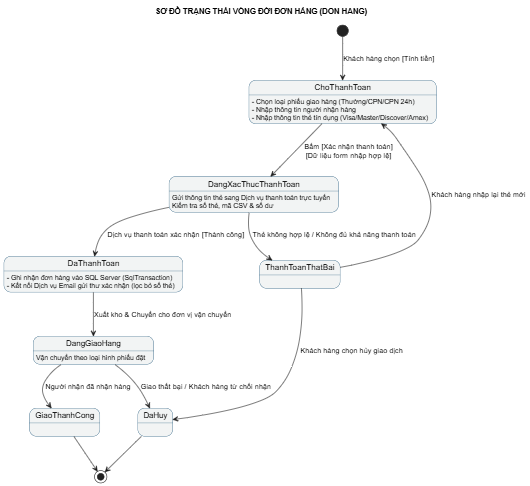 SƠ ĐỒ TRẠNG THÁI VÒNG ĐỜI ĐƠN HÀNG (DON HANG)
Khách hàng chọn [Tính tiền]
ChoThanhToan
- Chọn loại phiếu giao hàng (Thường/CPN/CPN 24h)
- Nhập thông tin người nhận hàng
- Nhập thông tin thẻ tín dụng (Visa/Master/Discover/Amex)
Bấm [Xác nhận thanh toán]
[Dữ liệu form nhập hợp lệ]
Khách hàng nhập lại thẻ mới
DangXacThucThanhToan
Gửi thông tin thẻ sang Dịch vụ thanh toán trực tuyến
Kiểm tra số thẻ, mã CSV & số dư
Dịch vụ thanh toán xác nhận [Thành công]
Thẻ không hợp lệ / Không đủ khả năng thanh toán
DaThanhToan
- Ghi nhận đơn hàng vào SQL Server (SqlTransaction)
- Kết nối Dịch vụ Email gửi thư xác nhận (lọc bỏ số thẻ)
ThanhToanThatBai
Xuất kho & Chuyển cho đơn vị vận chuyển
DangGiaoHang
Vận chuyển theo loại hình phiếu đặt
Khách hàng chọn hủy giao dịch
Người nhận đã nhận hàng
Giao thất bại / Khách hàng từ chối nhận
GiaoThanhCong
DaHuy